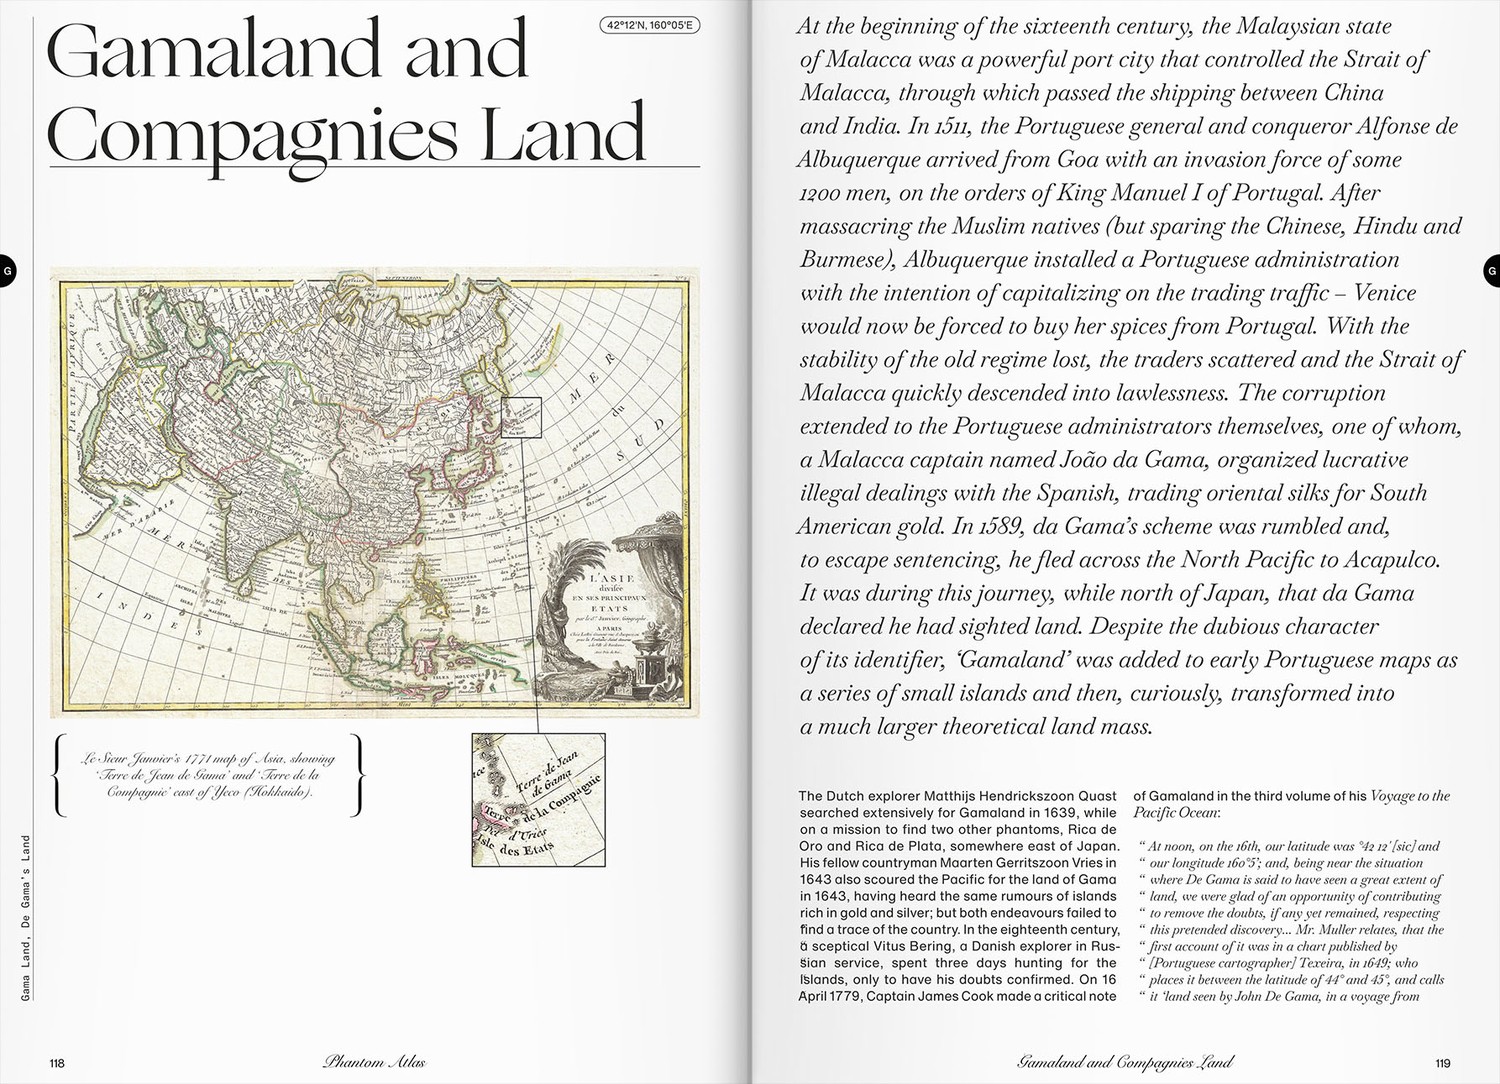 Gamaland and
Compagnies Land
42°12'N, 160°05'E
G
SEPTENTRION
PARTIE D'AFRIQUE
MER
du
SUD
MER D'ARABIE
MER
DES
INDES
PHILIPPINES
ISLES MOLUQUES
L'ASIE
divisée
EN SES PRINCIPAUX
ETATS
A PARIS
{ Le Sieur Janvier's 1771 map of Asia, showing
'Terre de Jean de Gama' and 'Terre de la
Compagnie' east of Yeco (Hokkaido). }
Terre de Jean
de Gama
Terre de la Compagnie
d'Uries
Isle des Etats
Gama Land, De Gama's Land
118
Phantom Atlas
At the beginning of the sixteenth century, the Malaysian state
of Malacca was a powerful port city that controlled the Strait of
Malacca, through which passed the shipping between China
and India. In 1511, the Portuguese general and conqueror Alfonse de
Albuquerque arrived from Goa with an invasion force of some
1200 men, on the orders of King Manuel I of Portugal. After
massacring the Muslim natives (but sparing the Chinese, Hindu and
Burmese), Albuquerque installed a Portuguese administration
with the intention of capitalizing on the trading traffic – Venice
would now be forced to buy her spices from Portugal. With the
stability of the old regime lost, the traders scattered and the Strait of
Malacca quickly descended into lawlessness. The corruption
extended to the Portuguese administrators themselves, one of whom,
a Malacca captain named João da Gama, organized lucrative
illegal dealings with the Spanish, trading oriental silks for South
American gold. In 1589, da Gama's scheme was rumbled and,
to escape sentencing, he fled across the North Pacific to Acapulco.
It was during this journey, while north of Japan, that da Gama
declared he had sighted land. Despite the dubious character
of its identifier, 'Gamaland' was added to early Portuguese maps as
a series of small islands and then, curiously, transformed into
a much larger theoretical land mass.
G
The Dutch explorer Matthijs Hendrickszoon Quast
searched extensively for Gamaland in 1639, while
on a mission to find two other phantoms, Rica de
Oro and Rica de Plata, somewhere east of Japan.
His fellow countryman Maarten Gerritszoon Vries in
1643 also scoured the Pacific for the land of Gama
in 1643, having heard the same rumours of islands
rich in gold and silver; but both endeavours failed to
find a trace of the country. In the eighteenth century,
a sceptical Vitus Bering, a Danish explorer in Rus-
sian service, spent three days hunting for the
Islands, only to have his doubts confirmed. On 16
April 1779, Captain James Cook made a critical note
of Gamaland in the third volume of his Voyage to the
Pacific Ocean:
“ At noon, on the 16th, our latitude was °42 12' [sic] and
“ our longitude 160°5'; and, being near the situation
“ where De Gama is said to have seen a great extent of
“ land, we were glad of an opportunity of contributing
“ to remove the doubts, if any yet remained, respecting
“ this pretended discovery... Mr. Muller relates, that the
“ first account of it was in a chart published by
“ [Portuguese cartographer] Texeira, in 1649; who
“ places it between the latitude of 44° and 45°, and calls
“ it 'land seen by John De Gama, in a voyage from
Gamaland and Compagnies Land
119